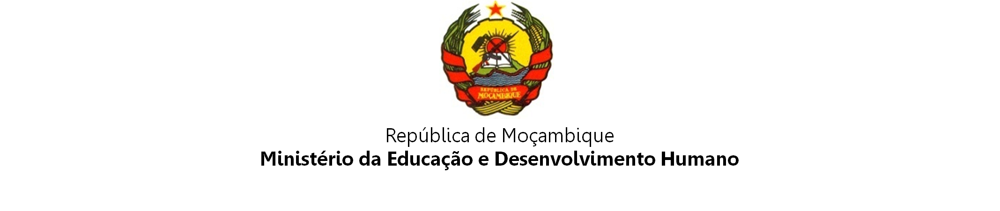 REPÚBLICA DE
MOÇAMBIQUE
República de Moçambique
Ministério da Educação e Desenvolvimento Humano